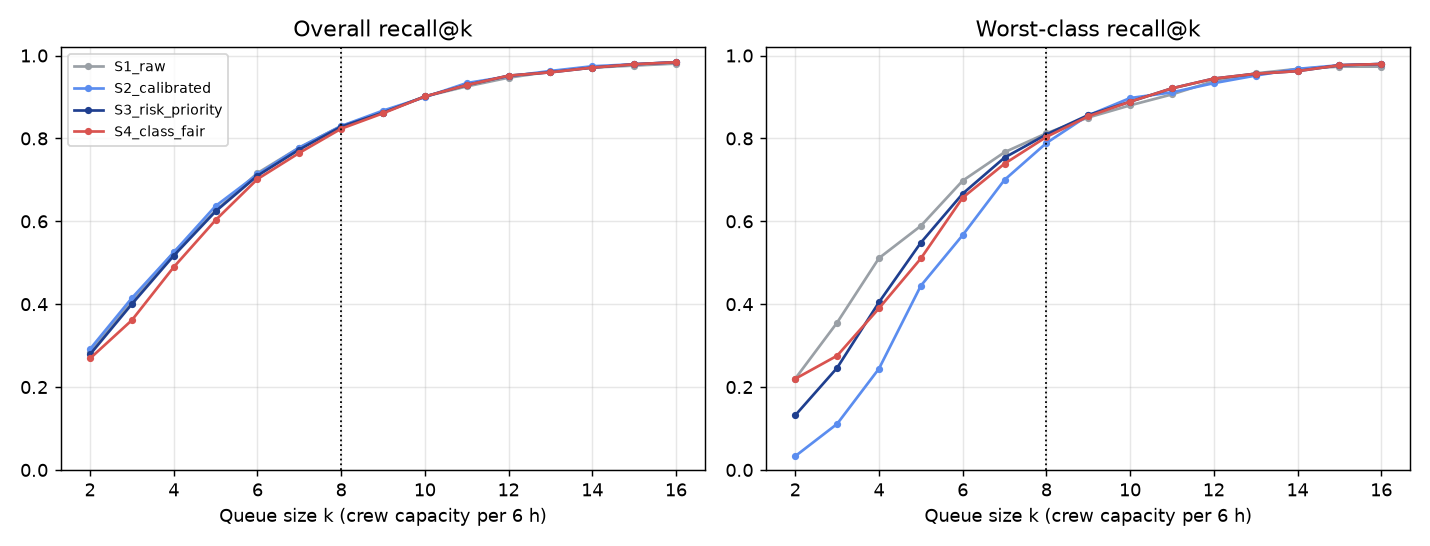 Overall recall@k
1.0
0.8
0.6
0.4
0.2
0.0
S1_raw
S2_calibrated
S3_risk_priority
S4_class_fair
2 4 6 8 10 12 14 16
Queue size k (crew capacity per 6 h)
Worst-class recall@k
1.0
0.8
0.6
0.4
0.2
0.0
2 4 6 8 10 12 14 16
Queue size k (crew capacity per 6 h)